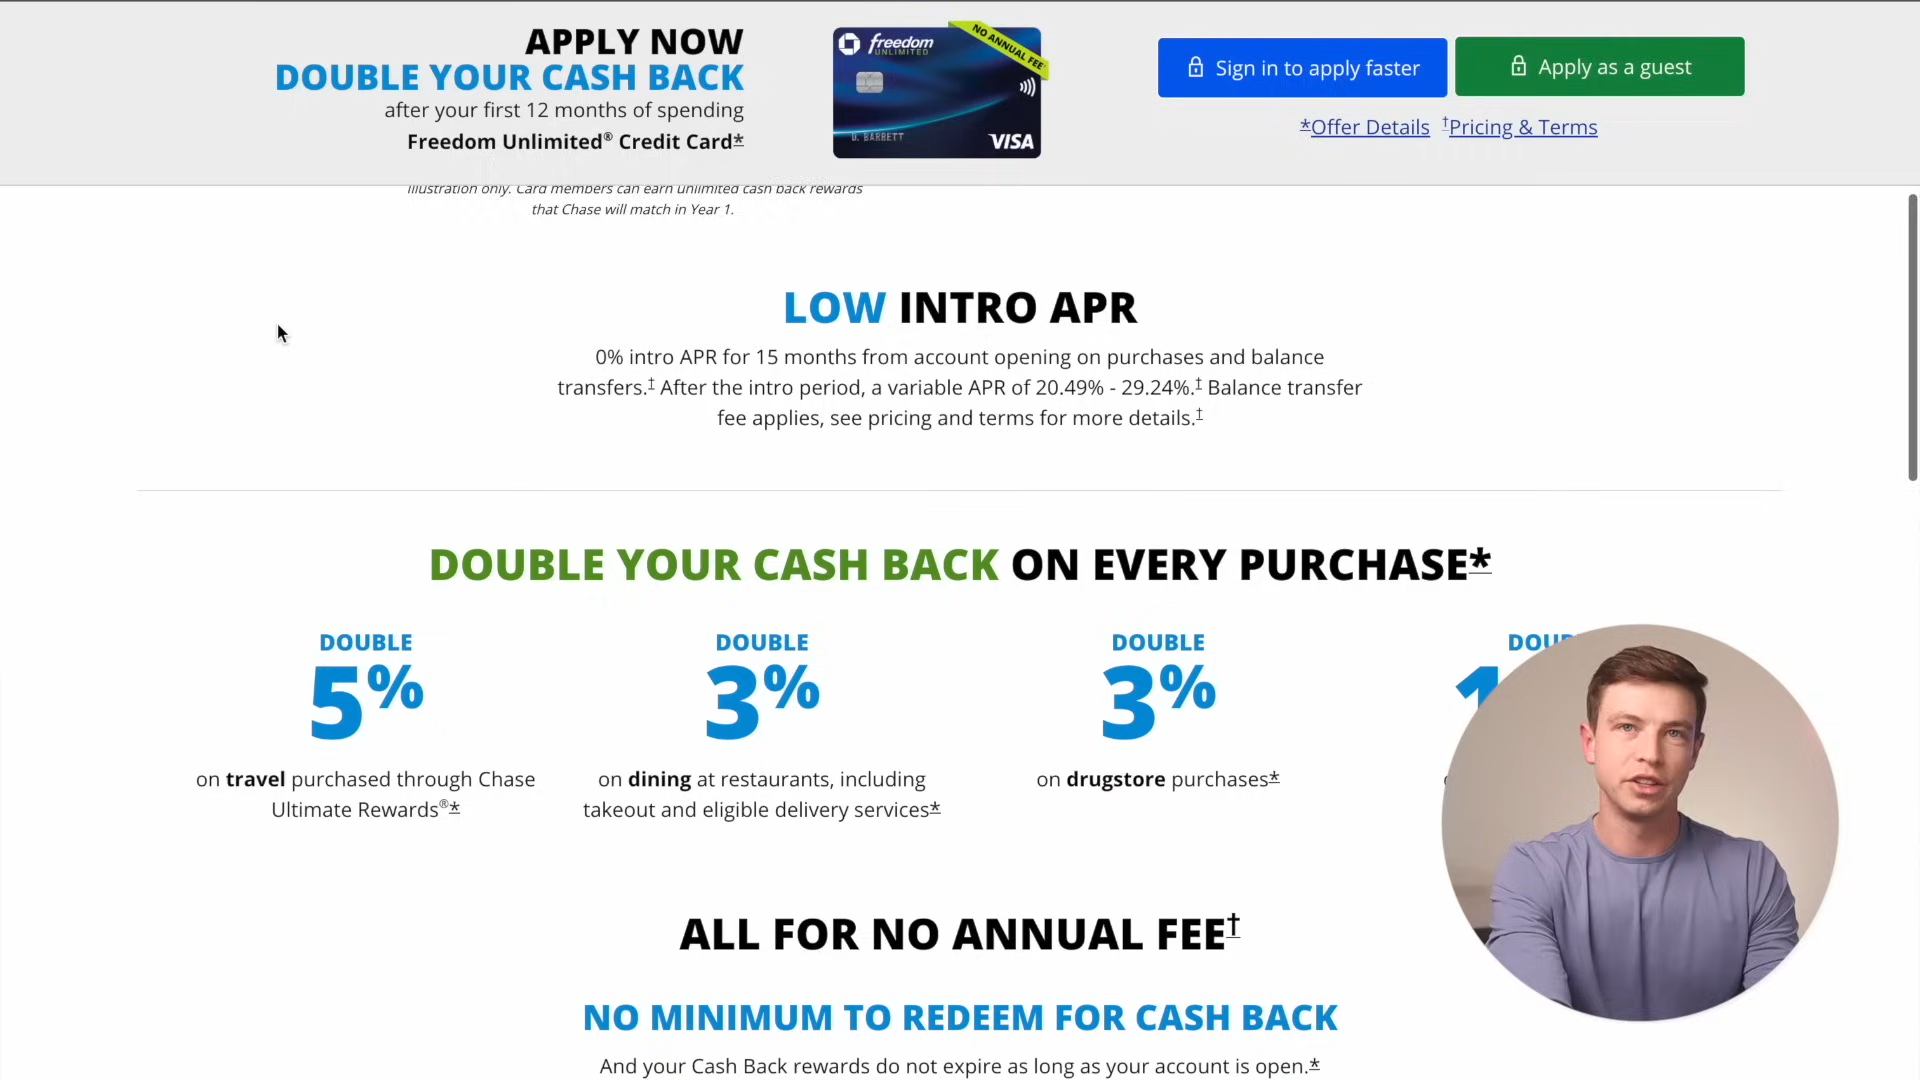 APPLY NOW
DOUBLE YOUR CASH BACK
after your first 12 months of spending
Freedom Unlimited® Credit Card*
freedom
UNLIMITED
NO ANNUAL FEE
D. BARRETT
VISA
Sign in to apply faster
Apply as a guest
*Offer Details †Pricing & Terms
illustration only. Card members can earn unlimited cash back rewards
that Chase will match in Year 1.
LOW INTRO APR
0% intro APR for 15 months from account opening on purchases and balance
transfers.† After the intro period, a variable APR of 20.49% - 29.24%.† Balance transfer
fee applies, see pricing and terms for more details.†
DOUBLE YOUR CASH BACK ON EVERY PURCHASE*
DOUBLE
5%
on travel purchased through Chase
Ultimate Rewards®*
DOUBLE
3%
on dining at restaurants, including
takeout and eligible delivery services*
DOUBLE
3%
on drugstore purchases*
ALL FOR NO ANNUAL FEE†
NO MINIMUM TO REDEEM FOR CASH BACK
And your Cash Back rewards do not expire as long as your account is open.*